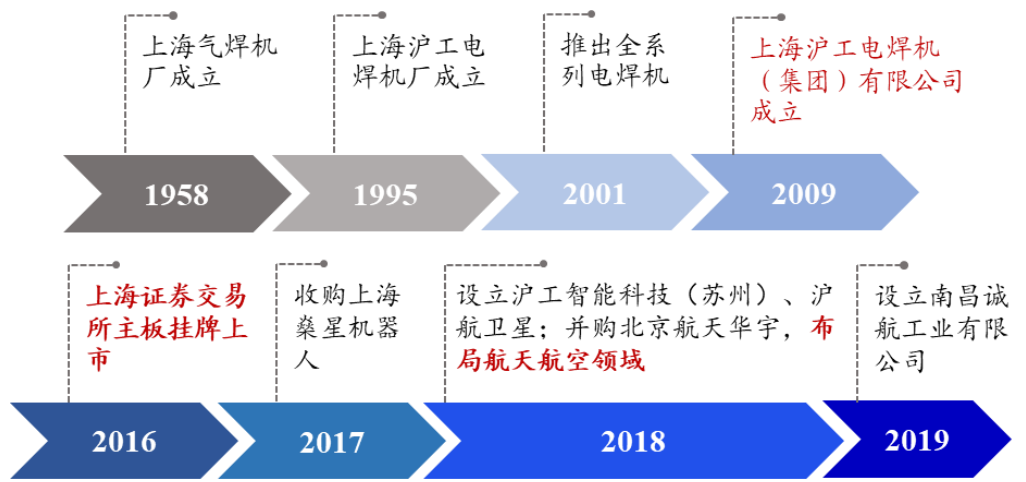 上海气焊机
厂成立
上海沪工电
焊机厂成立
推出全系
列电焊机
上海沪工电焊机
（集团）有限公司
成立
1958
1995
2001
2009
上海证券交易
所主板挂牌上
市
收购上海
燊星机器
人
设立沪工智能科技（苏州）、沪
航卫星；并购北京航天华宇，布
局航天航空领域
设立南昌诚
航工业有限
公司
2016
2017
2018
2019